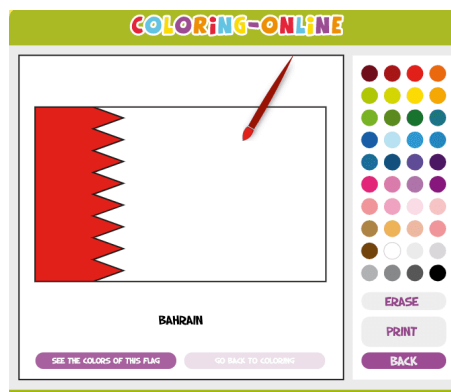 COLORiNG-ONLiNE
BAHRAIN
SEE THE COLORS OF THIS FLAG
GO BACK TO COLORING
ERASE
PRINT
BACK